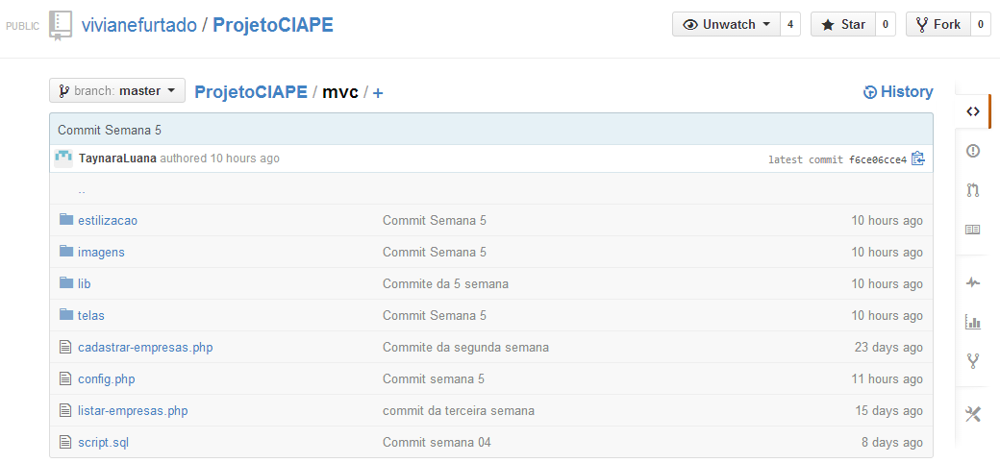 PUBLIC vivianefurtado / ProjetoCIAPE Unwatch 4 Star 0 Fork 0
branch: master ProjetoCIAPE / mvc / + History
Commit Semana 5
TaynaraLuana authored 10 hours ago latest commit f6ce06cce4
..
estilizacao Commit Semana 5 10 hours ago
imagens Commit Semana 5 10 hours ago
lib Commite da 5 semana 10 hours ago
telas Commit Semana 5 10 hours ago
cadastrar-empresas.php Commite da segunda semana 23 days ago
config.php Commit semana 5 11 hours ago
listar-empresas.php commit da terceira semana 15 days ago
script.sql Commit semana 04 8 days ago